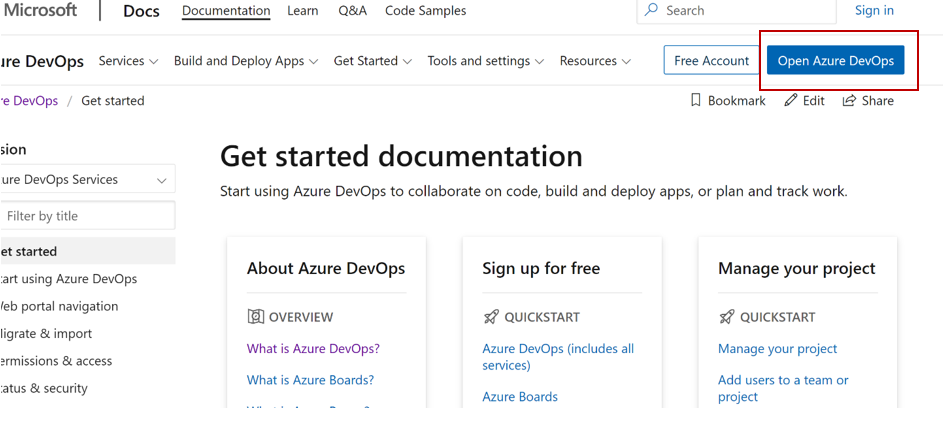 Microsoft Docs Documentation Learn Q&A Code Samples Search Sign in
ure DevOps Services Build and Deploy Apps Get Started Tools and settings Resources Free Account Open Azure DevOps
re DevOps / Get started Bookmark Edit Share
sion
ure DevOps Services
Filter by title
et started
tart using Azure DevOps
Veb portal navigation
ligrate & import
ermissions & access
tatus & security
Get started documentation
Start using Azure DevOps to collaborate on code, build and deploy apps, or plan and track work.
About Azure DevOps
OVERVIEW
What is Azure DevOps?
What is Azure Boards?
Sign up for free
QUICKSTART
Azure DevOps (includes all
services)
Azure Boards
Manage your project
QUICKSTART
Manage your project
Add users to a team or
project